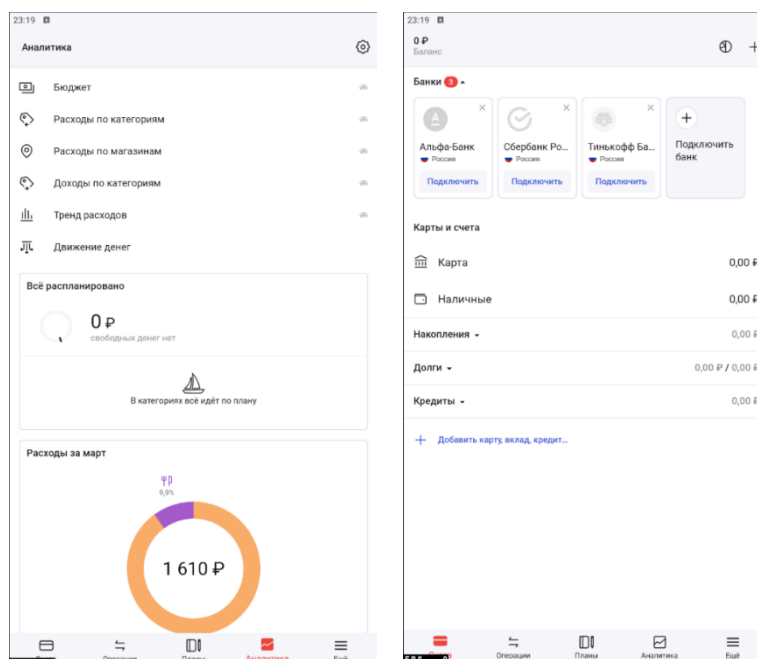 23:19
Аналитика
Бюджет
Расходы по категориям
Расходы по магазинам
Доходы по категориям
Тренд расходов
Движение денег
Всё распланировано
0 ₽
свободных денег нет
В категориях всё идёт по плану
Расходы за март
9,9%
1 610 ₽
Операции
Планы
Аналитика
Ещё
23:19
0 ₽
Баланс
Банки 3
Альфа-Банк
Россия
Подключить
Сбербанк Ро...
Россия
Подключить
Тинькофф Ба...
Россия
Подключить
Подключить
банк
Карты и счета
Карта 0,00 ₽
Наличные 0,00 ₽
Накопления 0,00 ₽
Долги 0,00 ₽ / 0,00 ₽
Кредиты 0,00 ₽
Добавить карту, вклад, кредит...
Операции
Планы
Аналитика
Ещё